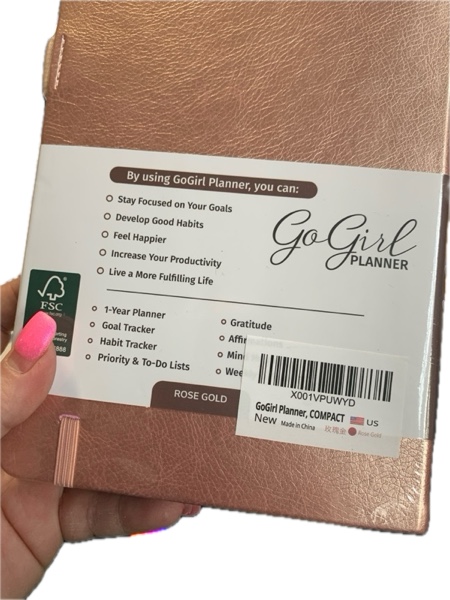 By using GoGirl Planner, you can:
Stay Focused on Your Goals
Develop Good Habits
Feel Happier
Increase Your Productivity
Live a More Fulfilling Life
GoGirl
PLANNER
FSC
1-Year Planner
Goal Tracker
Habit Tracker
Priority & To-Do Lists
Gratitude
ROSE GOLD
X001VPUWYD
GoGirl Planner, COMPACT US
New Made in China 玫瑰金 Rose Gold